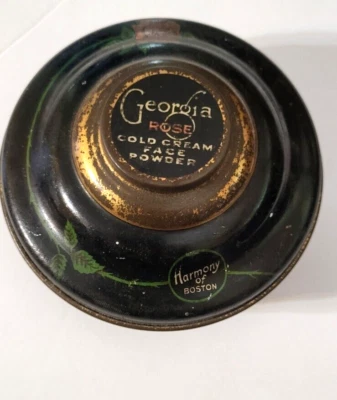 Georgia
ROSE
COLD CREAM
FACE
POWDER
Harmony
of
BOSTON